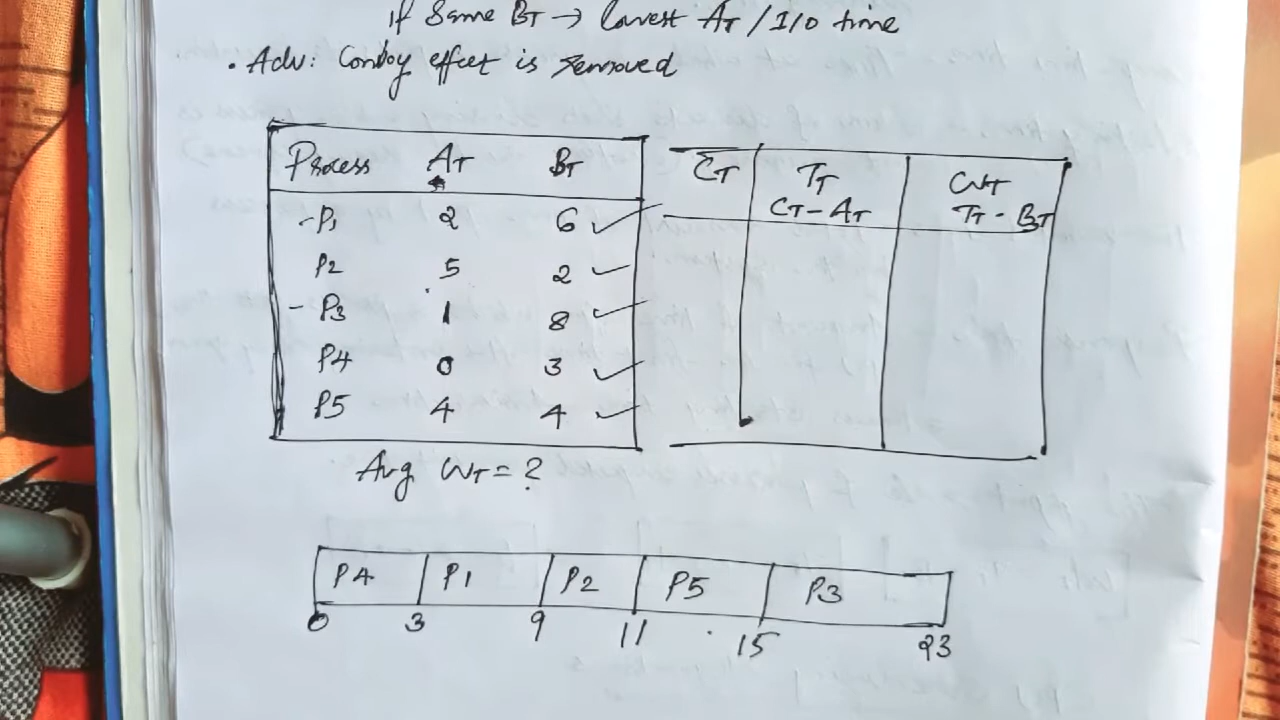 If Same BT → lowest AT / I/O time
• Adv: Convoy effect is removed
Process AT BT CT TT WT
CT - AT TT - BT
- P1 2 6 ✓
P2 5 2 ✓
- P3 1 8 ✓
P4 0 3 ✓
P5 4 4 ✓
Avg WT = ?
P4 P1 P2 P5 P3
0 3 9 11 15 23